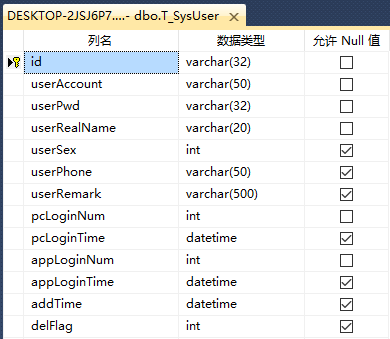 DESKTOP-2JSJ6P7....- dbo.T_SysUser
列名 数据类型 允许 Null 值
id varchar(32)
userAccount varchar(50)
userPwd varchar(32)
userRealName varchar(20)
userSex int
userPhone varchar(50)
userRemark varchar(500)
pcLoginNum int
pcLoginTime datetime
appLoginNum int
appLoginTime datetime
addTime datetime
delFlag int